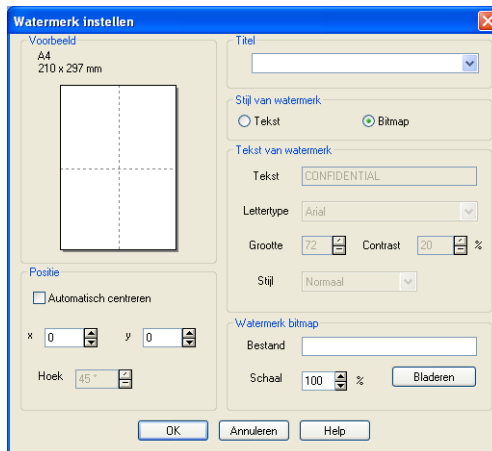 Watermerk instellen
Voorbeeld
A4
210 x 297 mm
Titel
Stijl van watermerk
Tekst
Bitmap
Tekst van watermerk
Tekst CONFIDENTIAL
Lettertype Arial
Grootte 72 Contrast 20 %
Stijl Normaal
Positie
Automatisch centreren
x 0 y 0
Hoek 45 °
Watermerk bitmap
Bestand
Schaal 100 % Bladeren
OK Annuleren Help